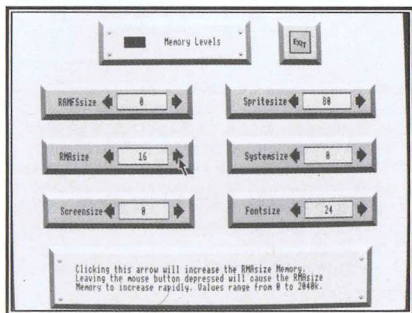 Memory Levels
EXIT
RAMFSsize 0
Spritesize 80
RMAsize 16
Systemsize 0
Screensize 0
Fontsize 24
Clicking this arrow will increase the RMAsize Memory.
Leaving the mouse button depressed will cause the RMAsize
Memory to increase rapidly. Values range from 0 to 2040k.